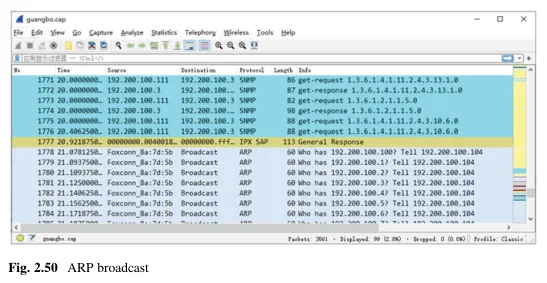 guangbo.cap
File Edit View Go Capture Analyze Statistics Telephony Wireless Tools Help
应用显示过滤器 … <Ctrl-/>
No. Time Source Destination Protocol Length Info
1771 20.0000000… 192.200.100.111 192.200.100.3 SNMP 86 get-request 1.3.6.1.4.1.11.2.4.3.13.1.0
1772 20.0000000… 192.200.100.3 192.200.100.… SNMP 87 get-response 1.3.6.1.4.1.11.2.4.3.13.1.0
1773 20.0000000… 192.200.100.111 192.200.100.3 SNMP 82 get-request 1.3.6.1.2.1.1.5.0
1774 20.0000000… 192.200.100.3 192.200.100.… SNMP 98 get-response 1.3.6.1.2.1.1.5.0
1775 20.0000000… 192.200.100.111 192.200.100.3 SNMP 88 get-request 1.3.6.1.4.1.11.2.4.3.10.6.0
1776 20.4062500… 192.200.100.111 192.200.100.3 SNMP 88 get-request 1.3.6.1.4.1.11.2.4.3.10.6.0
1777 20.9218750… 00000000.0040018… 00000000.fff… IPX SAP 113 General Response
1778 21.0781250… Foxconn_8a:7d:5b Broadcast ARP 60 Who has 192.200.100.100? Tell 192.200.100.104
1779 21.0937500… Foxconn_8a:7d:5b Broadcast ARP 60 Who has 192.200.100.1? Tell 192.200.100.104
1780 21.1093750… Foxconn_8a:7d:5b Broadcast ARP 60 Who has 192.200.100.2? Tell 192.200.100.104
1781 21.1250000… Foxconn_8a:7d:5b Broadcast ARP 60 Who has 192.200.100.3? Tell 192.200.100.104
1782 21.1406250… Foxconn_8a:7d:5b Broadcast ARP 60 Who has 192.200.100.4? Tell 192.200.100.104
1783 21.1562500… Foxconn_8a:7d:5b Broadcast ARP 60 Who has 192.200.100.5? Tell 192.200.100.104
1784 21.1718750… Foxconn_8a:7d:5b Broadcast ARP 60 Who has 192.200.100.6? Tell 192.200.100.104
guangbo.cap Packets: 3561 · Displayed: 99 (2.8%) · Dropped: 0 (0.0%) Profile: Classic
Fig. 2.50 ARP broadcast